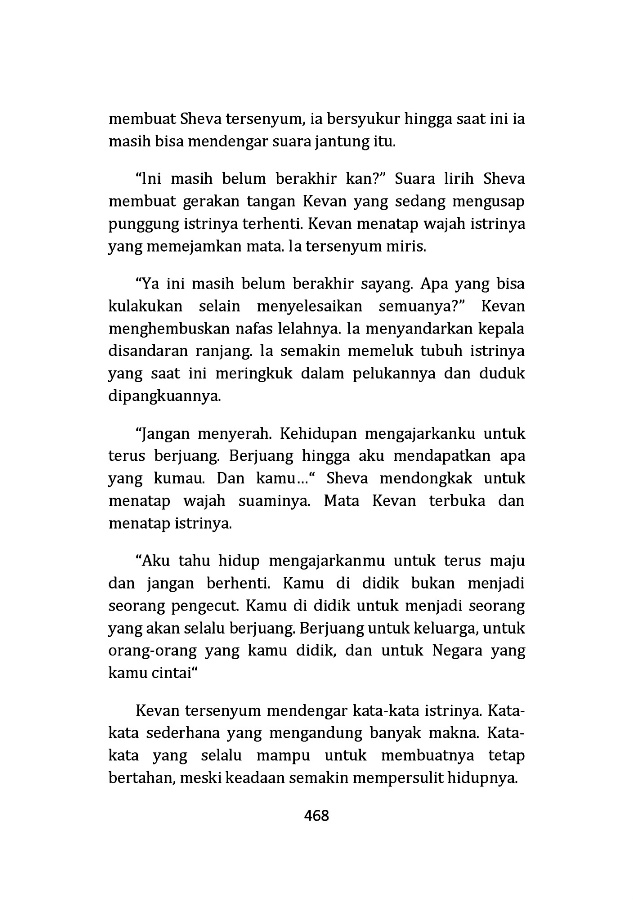 membuat Sheva tersenyum, ia bersyukur hingga saat ini ia
masih bisa mendengar suara jantung itu.
“Ini masih belum berakhir kan?” Suara lirih Sheva
membuat gerakan tangan Kevan yang sedang mengusap
punggung istrinya terhenti. Kevan menatap wajah istrinya
yang memejamkan mata. Ia tersenyum miris.
“Ya ini masih belum berakhir sayang. Apa yang bisa
kulakukan selain menyelesaikan semuanya?” Kevan
menghembuskan nafas lelahnya. Ia menyandarkan kepala
disandaran ranjang. Ia semakin memeluk tubuh istrinya
yang saat ini meringkuk dalam pelukannya dan duduk
dipangkuannya.
“Jangan menyerah. Kehidupan mengajarkanku untuk
terus berjuang. Berjuang hingga aku mendapatkan apa
yang kumau. Dan kamu…“ Sheva mendongkak untuk
menatap wajah suaminya. Mata Kevan terbuka dan
menatap istrinya.
“Aku tahu hidup mengajarkanmu untuk terus maju
dan jangan berhenti. Kamu di didik bukan menjadi
seorang pengecut. Kamu di didik untuk menjadi seorang
yang akan selalu berjuang. Berjuang untuk keluarga, untuk
orang-orang yang kamu didik, dan untuk Negara yang
kamu cintai“
Kevan tersenyum mendengar kata-kata istrinya. Kata-
kata sederhana yang mengandung banyak makna. Kata-
kata yang selalu mampu untuk membuatnya tetap
bertahan, meski keadaan semakin mempersulit hidupnya.
468